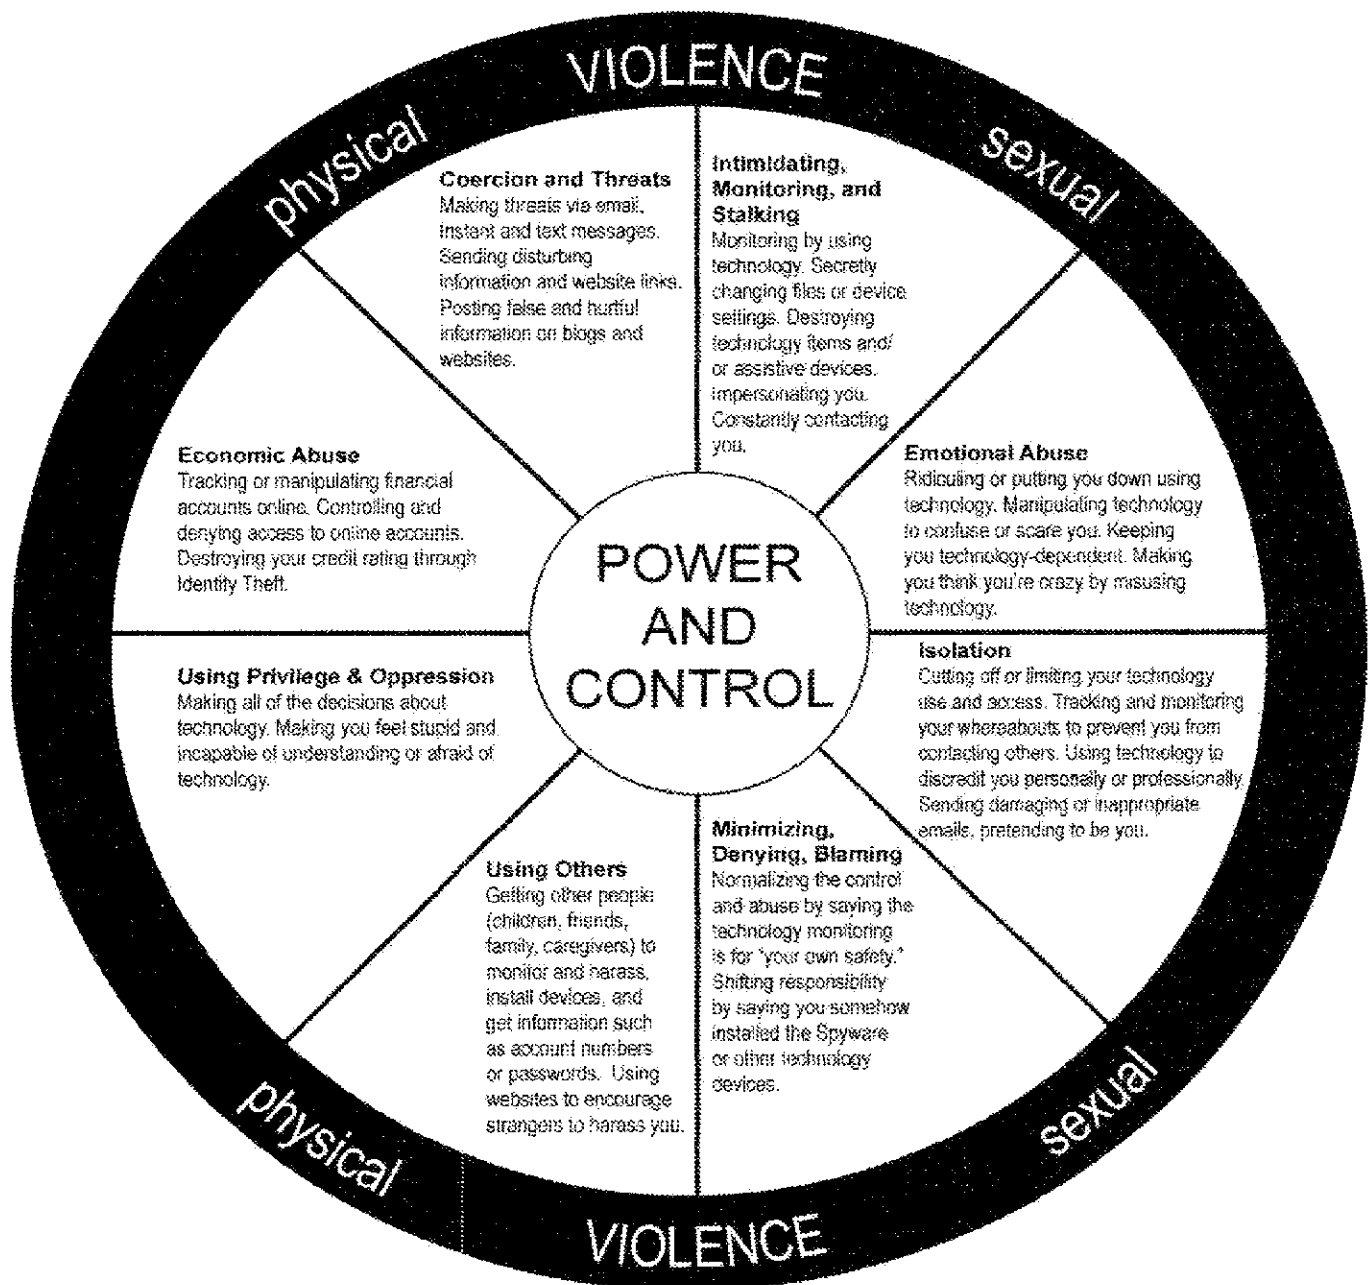 VIOLENCE
physical
sexual
Coercion and Threats
Making threats via email,
Instant and text messages.
Sending disturbing
information and website links.
Posting false and hurtful
information on blogs and
websites.
Intimidating,
Monitoring, and
Stalking
Monitoring by using
technology. Secretly
changing files or device
settings. Destroying
technology items and/
or assistive devices.
Impersonating you.
Constantly contacting
you.
Economic Abuse
Tracking or manipulating financial
accounts online. Controlling and
denying access to online accounts.
Destroying your credit rating through
Identity Theft.
Emotional Abuse
Ridiculing or putting you down using
technology. Manipulating technology
to confuse or scare you. Keeping
you technology-dependent. Making
you think you're crazy by misusing
technology.
POWER
AND
CONTROL
Using Privilege & Oppression
Making all of the decisions about
technology. Making you feel stupid and
incapable of understanding or afraid of
technology.
Isolation
Cutting off or limiting your technology
use and access. Tracking and monitoring
your whereabouts to prevent you from
contacting others. Using technology to
discredit you personally or professionally.
Sending damaging or inappropriate
emails, pretending to be you.
Using Others
Getting other people
(children, friends,
family, caregivers) to
monitor and harass,
install devices, and
get information such
as account numbers
or passwords. Using
websites to encourage
strangers to harass you.
Minimizing,
Denying, Blaming
Normalizing the control
and abuse by saying the
technology monitoring
is for "your own safety."
Shifting responsibility
by saying you somehow
installed the Spyware
or other technology
devices.
physical
sexual
VIOLENCE